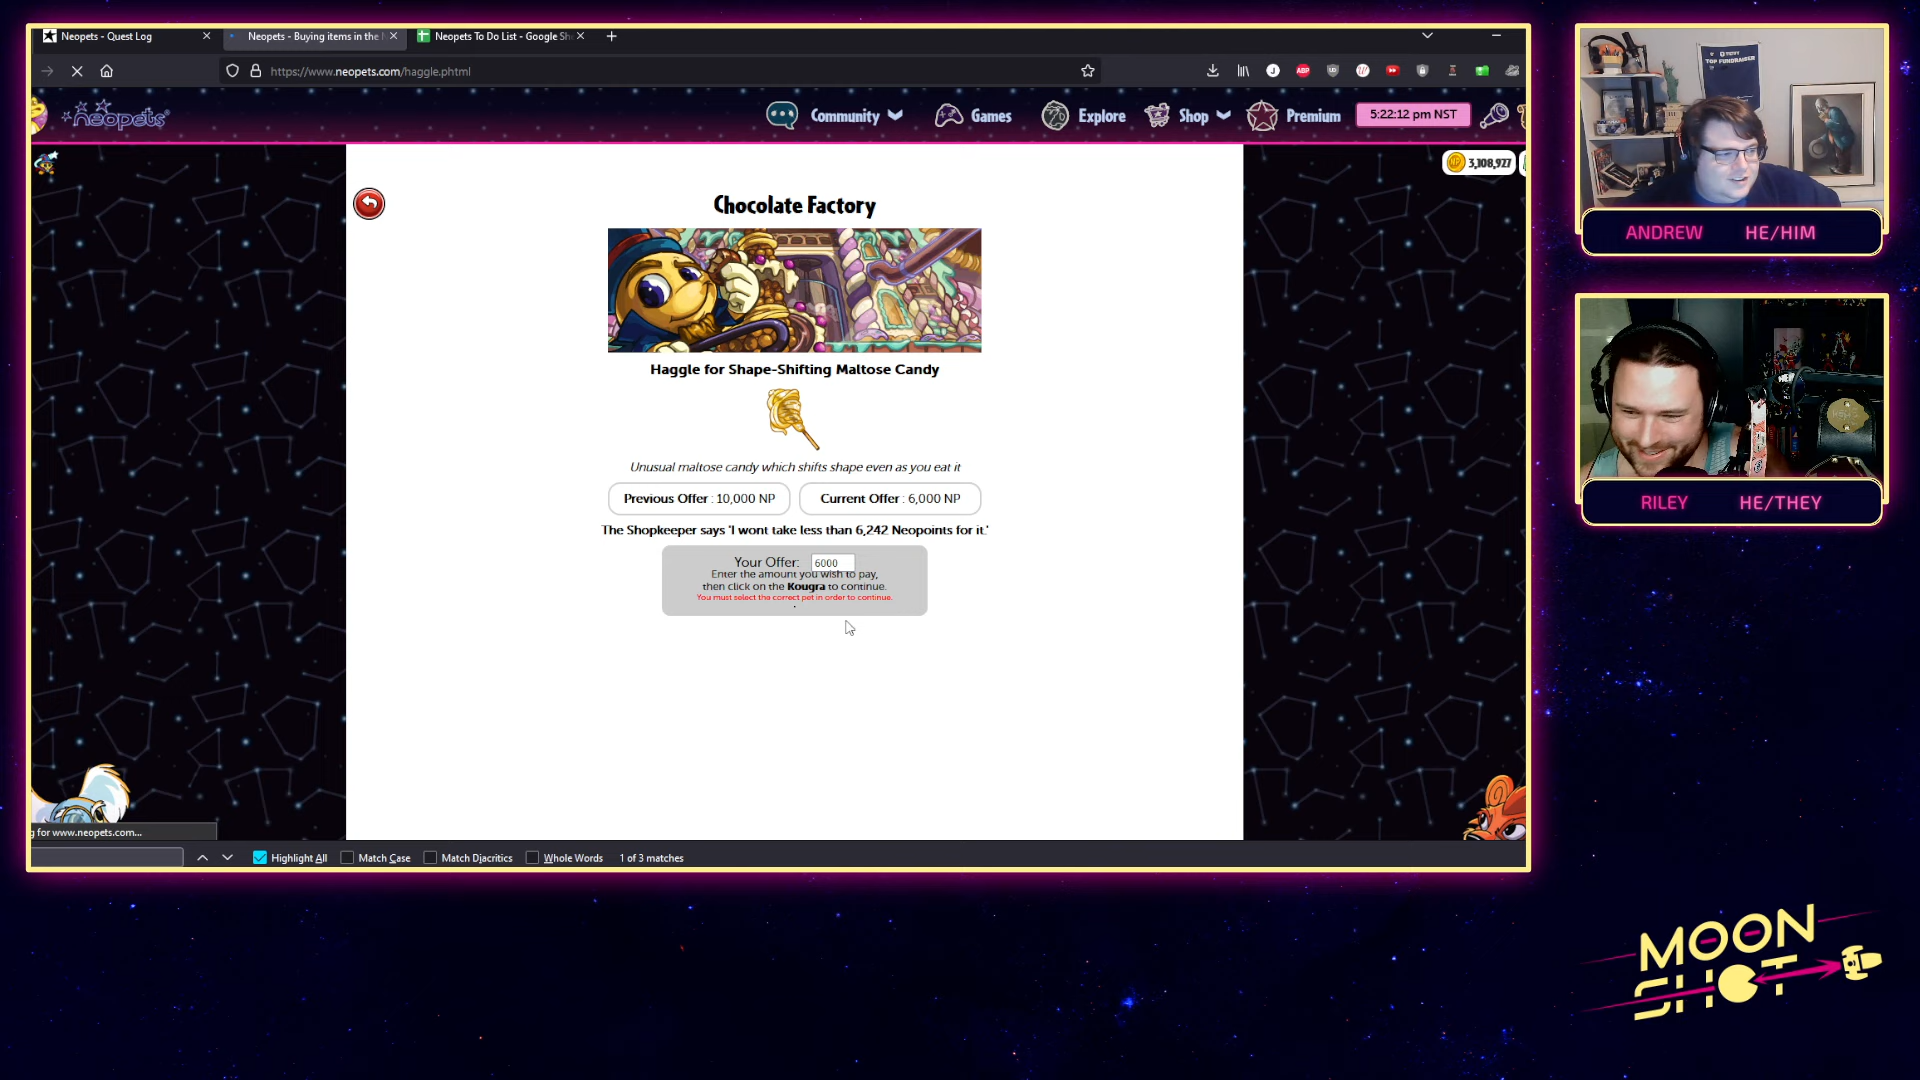 Neopets - Quest Log
Neopets - Buying items in the N
Neopets To Do List - Google She
https://www.neopets.com/haggle.phtml
neopets
Community
Games
Explore
Shop
Premium
5:22:12 pm NST
3,108,927
Chocolate Factory
Haggle for Shape-Shifting Maltose Candy
Unusual maltose candy which shifts shape even as you eat it
Previous Offer : 10,000 NP
Current Offer : 6,000 NP
The Shopkeeper says 'I wont take less than 6,242 Neopoints for it.'
Your Offer: 6000
Enter the amount you wish to pay,
then click on the Kougra to continue.
You must select the correct pet in order to continue.
.
g for www.neopets.com...
Highlight All
Match Case
Match Diacritics
Whole Words
1 of 3 matches
TOP FUNDRAISER
ANDREW HE/HIM
RILEY HE/THEY
MOON
SHOT